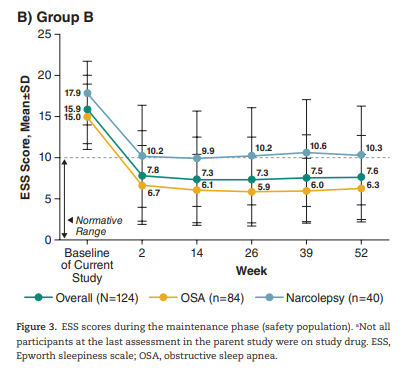 B) Group B
25
20
15
10
5
0
ESS Score, Mean±SD
17.9
15.9
15.0
10.2
7.8
6.7
9.9
7.3
6.1
10.2
7.3
5.9
10.6
7.5
6.0
10.3
7.6
6.3
Normative
Range
Baseline
of Current
Study
2
14
26
39
52
Week
Overall (N=124)
OSA (n=84)
Narcolepsy (n=40)
Figure 3. ESS scores during the maintenance phase (safety population). ᵃNot all
participants at the last assessment in the parent study were on study drug. ESS,
Epworth sleepiness scale; OSA, obstructive sleep apnea.